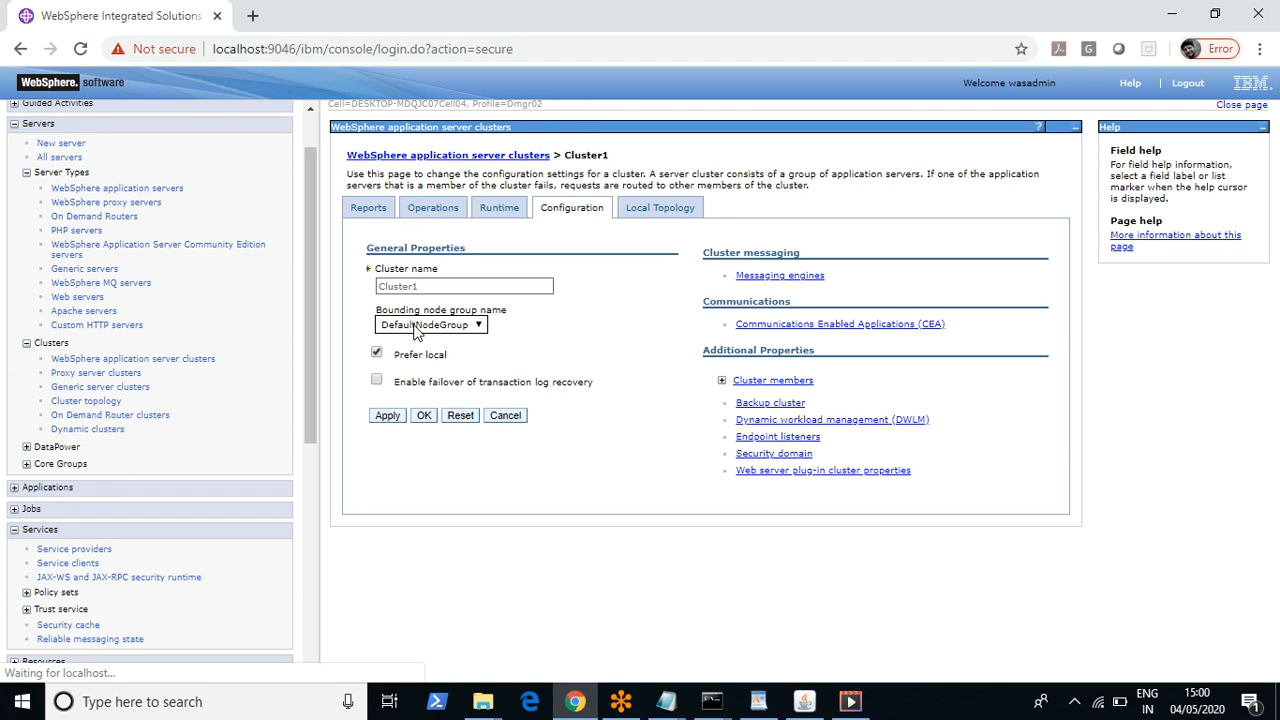 WebSphere Integrated Solutions
Not secure
localhost:9046/ibm/console/login.do?action=secure
Error
WebSphere. software
Welcome wasadmin
Help
Logout
IBM
Guided Activities
Cell=DESKTOP-MDQJC07Cell04, Profile=Dmgr02
Close page
Servers
New server
All servers
Server Types
WebSphere application servers
WebSphere proxy servers
On Demand Routers
PHP servers
WebSphere Application Server Community Edition
servers
Generic servers
WebSphere MQ servers
Web servers
Apache servers
Custom HTTP servers
Clusters
WebSphere application server clusters
Proxy server clusters
Generic server clusters
Cluster topology
On Demand Router clusters
Dynamic clusters
DataPower
Core Groups
Applications
Jobs
Services
Service providers
Service clients
JAX-WS and JAX-RPC security runtime
Policy sets
Trust service
Security cache
Reliable messaging state
Resources
Waiting for localhost...
WebSphere application server clusters
?
WebSphere application server clusters > Cluster1
Use this page to change the configuration settings for a cluster. A server cluster consists of a group of application servers. If one of the application
servers that is a member of the cluster fails, requests are routed to other members of the cluster.
Reports
Operations
Runtime
Configuration
Local Topology
General Properties
Cluster name
Cluster1
Bounding node group name
DefaultNodeGroup
Prefer local
Enable failover of transaction log recovery
Apply
OK
Reset
Cancel
Cluster messaging
Messaging engines
Communications
Communications Enabled Applications (CEA)
Additional Properties
Cluster members
Backup cluster
Dynamic workload management (DWLM)
Endpoint listeners
Security domain
Web server plug-in cluster properties
Help
Field help
For field help information,
select a field label or list
marker when the help cursor
is displayed.
Page help
More information about this
page
Type here to search
ENG
IN
15:00
04/05/2020
1